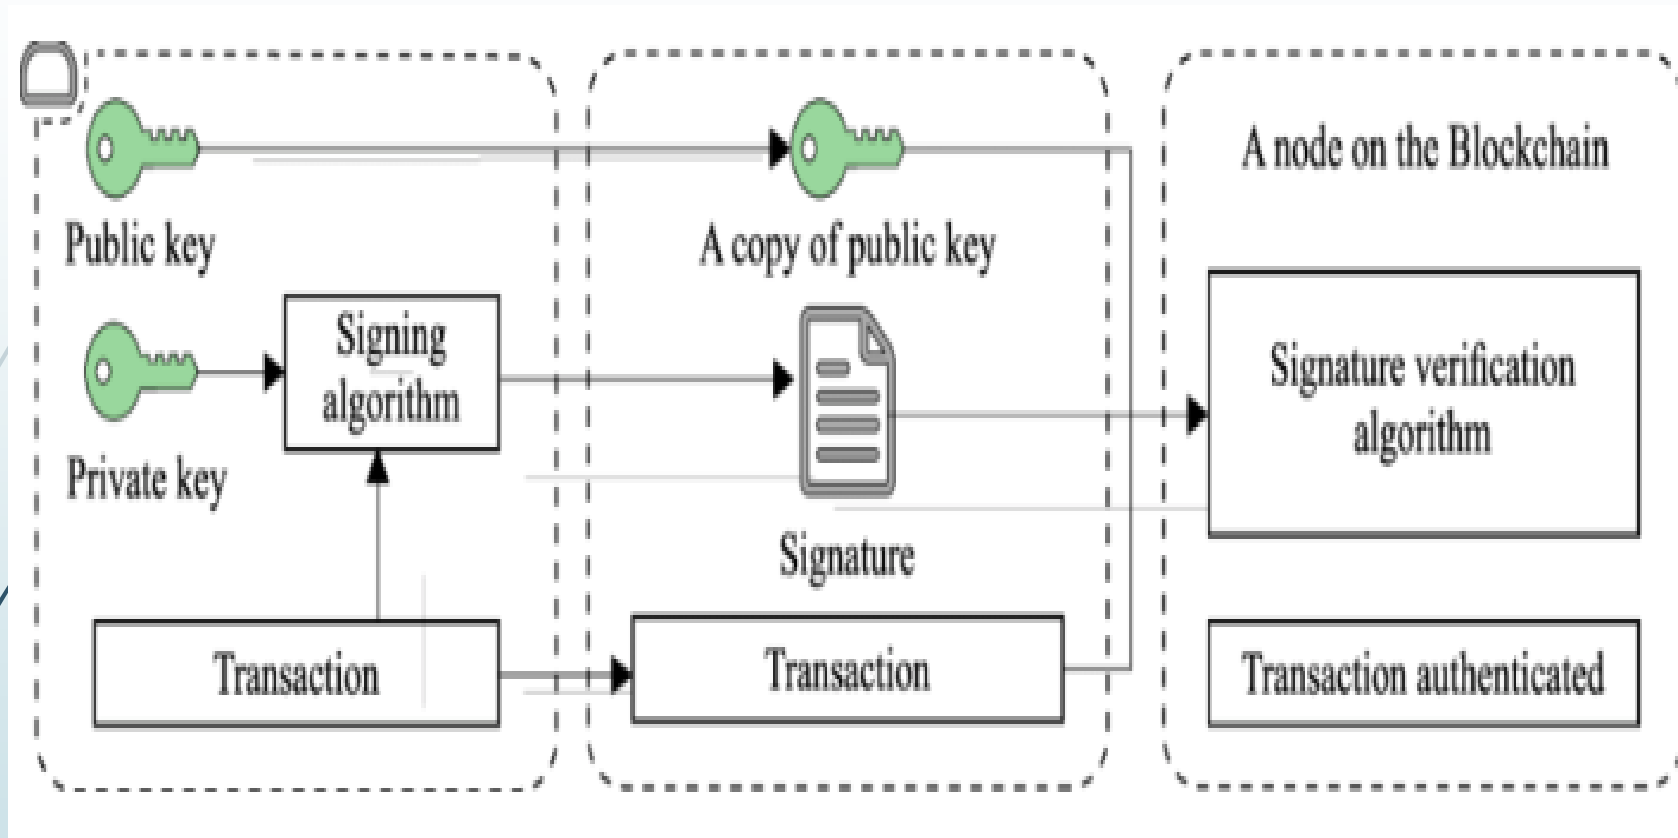 Public key
Private key
Signing
algorithm
Transaction
A copy of public key
Signature
Transaction
A node on the Blockchain
Signature verification
algorithm
Transaction authenticated